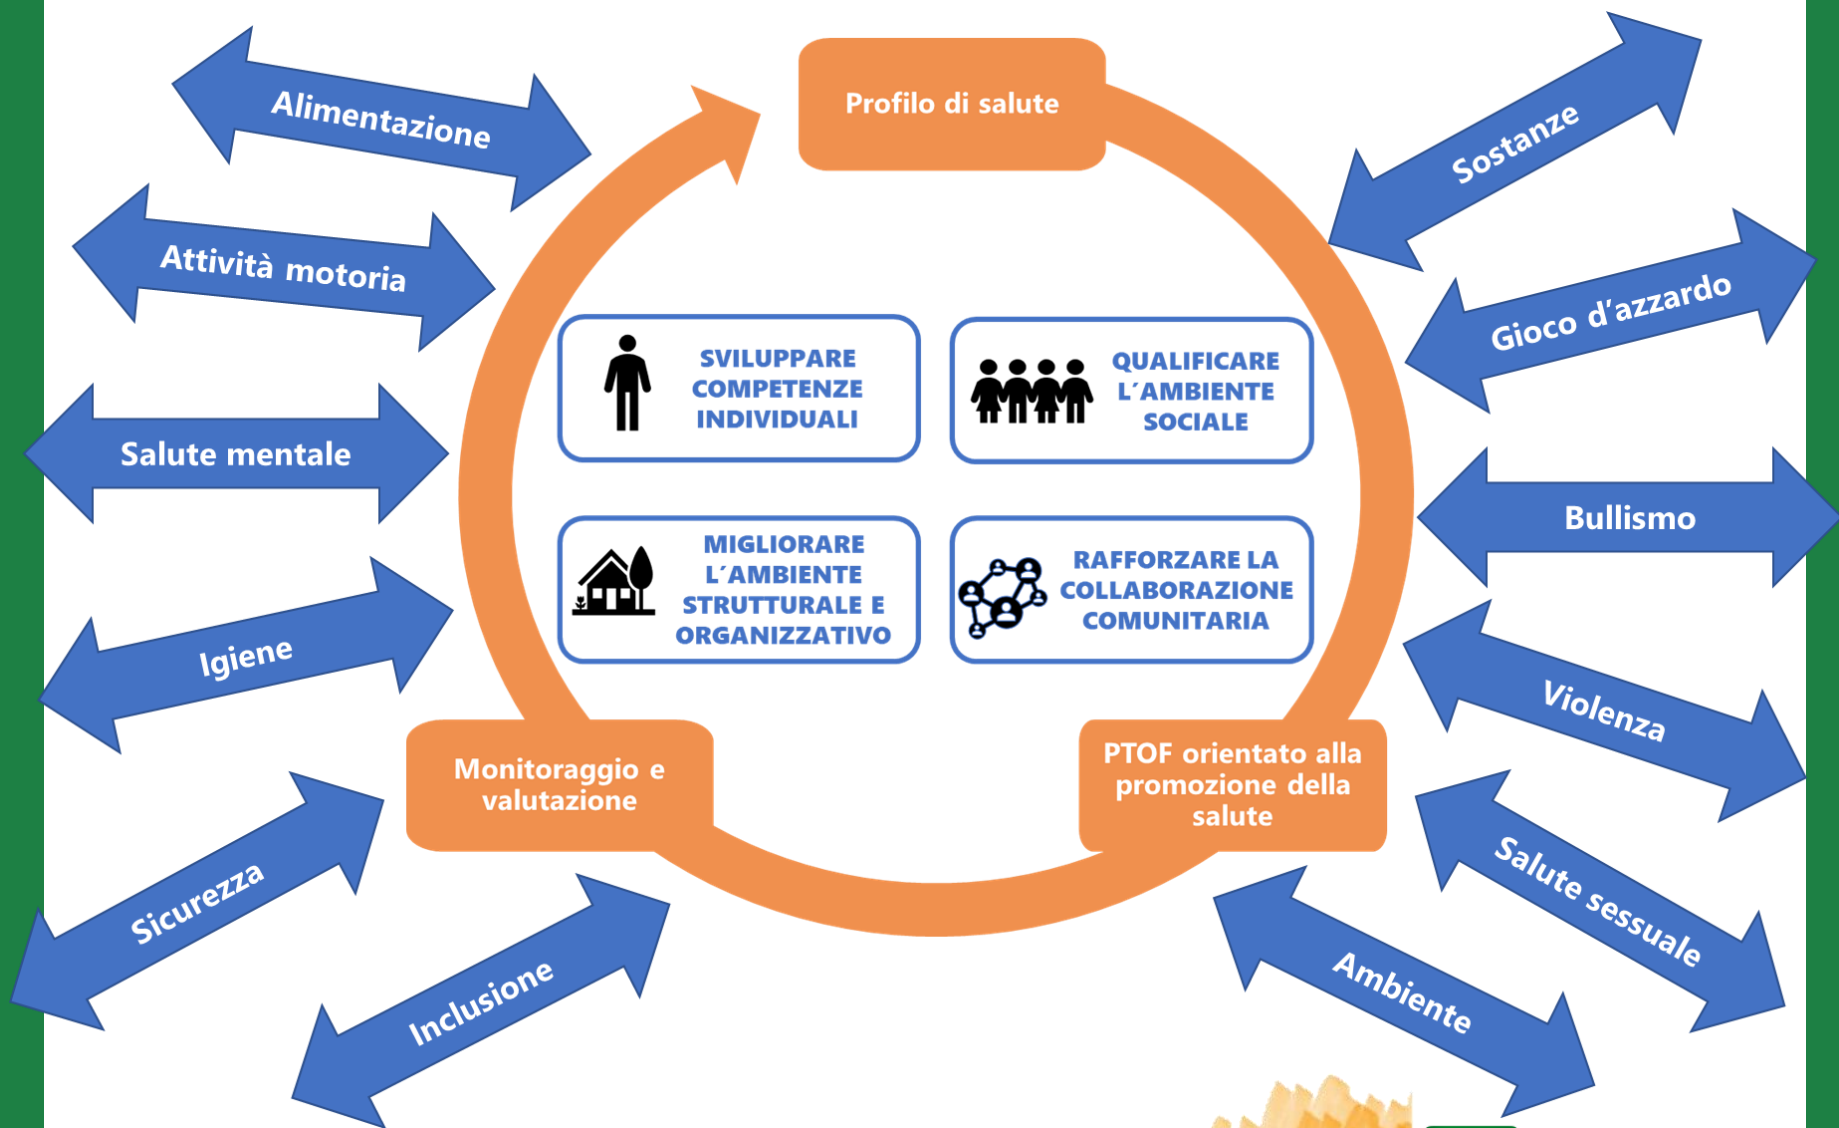 Profilo di salute
Alimentazione
Attività motoria
Salute mentale
Igiene
Sicurezza
Inclusione
Sostanze
Gioco d'azzardo
Bullismo
Violenza
Salute sessuale
Ambiente
SVILUPPARE
COMPETENZE
INDIVIDUALI
QUALIFICARE
L'AMBIENTE
SOCIALE
MIGLIORARE
L'AMBIENTE
STRUTTURALE E
ORGANIZZATIVO
RAFFORZARE LA
COLLABORAZIONE
COMUNITARIA
Monitoraggio e
valutazione
PTOF orientato alla
promozione della
salute